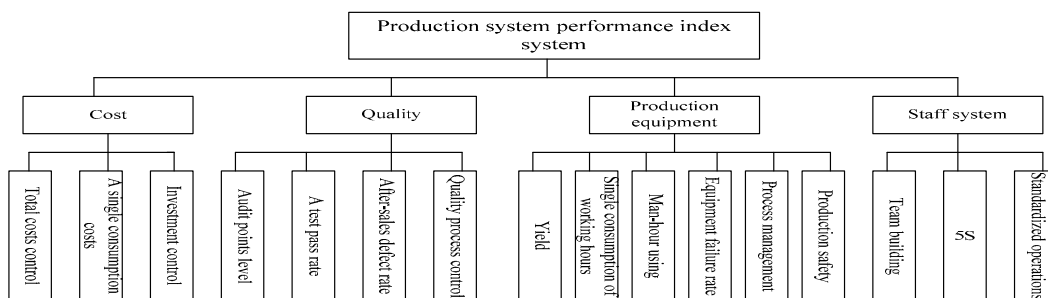 Production system performance index
system
Cost
Quality
Production
equipment
Staff system
Total costs control
A single consumption
costs
Investment control
Audit points level
A test pass rate
After-sales defect rate
Quality process control
Yield
Single consumption of
working hours
Man-hour using
Equipment failure rate
Process management
Production safety
Team building
5S
Standardized operations